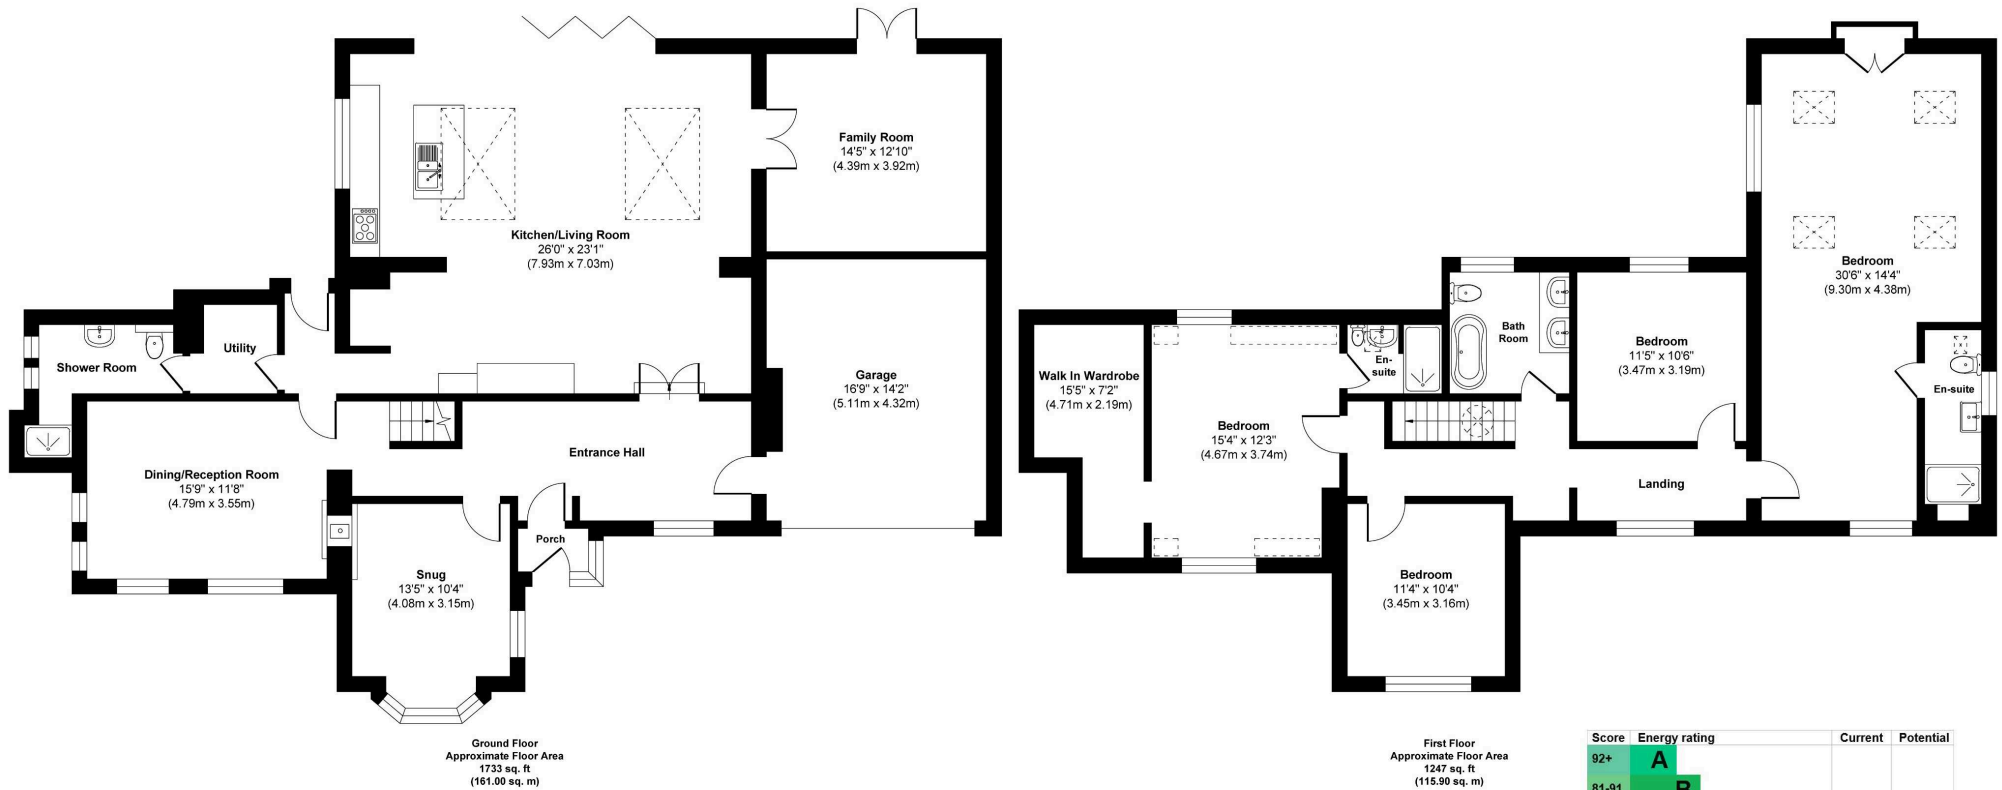 Family Room
14'5" x 12'10"
(4.39m x 3.92m)
Kitchen/Living Room
26'0" x 23'1"
(7.93m x 7.03m)
Utility
Shower Room
Garage
16'9" x 14'2"
(5.11m x 4.32m)
Entrance Hall
Dining/Reception Room
15'9" x 11'8"
(4.79m x 3.55m)
Porch
Snug
13'5" x 10'4"
(4.08m x 3.15m)
Ground Floor
Approximate Floor Area
1733 sq. ft
(161.00 sq. m)
Bedroom
30'6" x 14'4"
(9.30m x 4.38m)
Bath
Room
Bedroom
11'5" x 10'6"
(3.47m x 3.19m)
En-
suite
Walk In Wardrobe
15'5" x 7'2"
(4.71m x 2.19m)
En-suite
Bedroom
15'4" x 12'3"
(4.67m x 3.74m)
Landing
Bedroom
11'4" x 10'4"
(3.45m x 3.16m)
First Floor
Approximate Floor Area
1247 sq. ft
(115.90 sq. m)
Score Energy rating Current Potential
92+ A
81-91 B